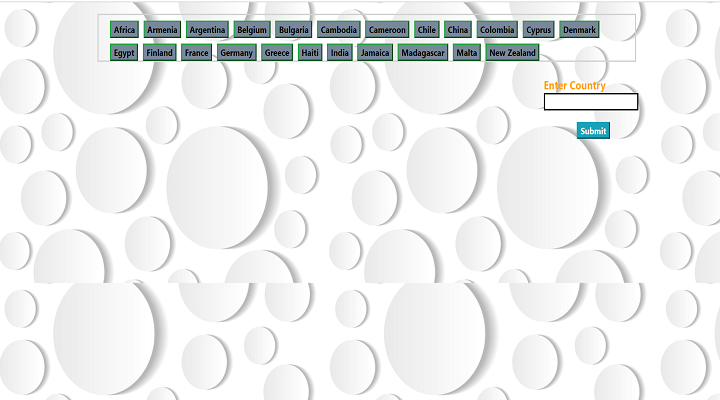 Africa Armenia Argentina Belgium Bulgaria Cambodia Cameroon Chile China Colombia Cyprus Denmark
Egypt Finland France Germany Greece Haiti India Jamaica Madagascar Malta New Zealand
Enter Country
Submit